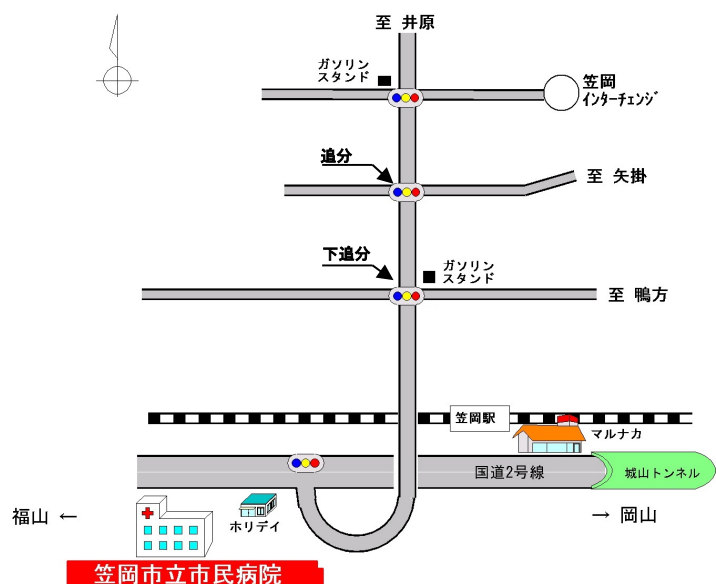 至 井原
ガソリン
スタンド
笠岡
インターチェンジ
追分
至 矢掛
下追分
ガソリン
スタンド
至 鴨方
笠岡駅
マルナカ
国道2号線
城山トンネル
福山 ←
ホリデイ
→ 岡山
笠岡市立市民病院